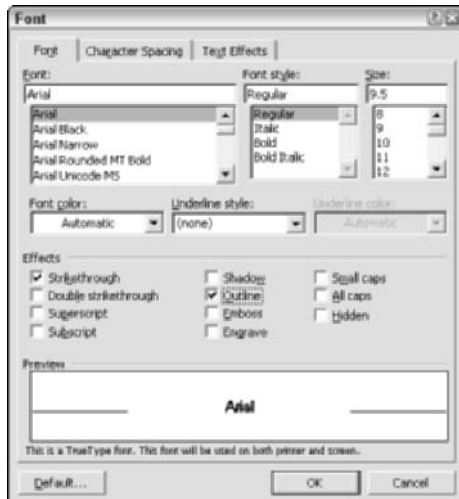 Font
Font Character Spacing Text Effects
Font: Font style: Size:
Arial Regular 9.5
Arial Regular 8
Arial Black Italic 9
Arial Narrow Bold 10
Arial Rounded MT Bold Bold Italic 11
Arial Unicode MS 12
Font color: Underline style: Underline color:
Automatic (none) Automatic
Effects
Strikethrough Shadow Small caps
Double strikethrough Outline All caps
Superscript Emboss Hidden
Subscript Engrave
Preview
Arial
This is a TrueType font. This font will be used on both printer and screen.
Default... OK Cancel